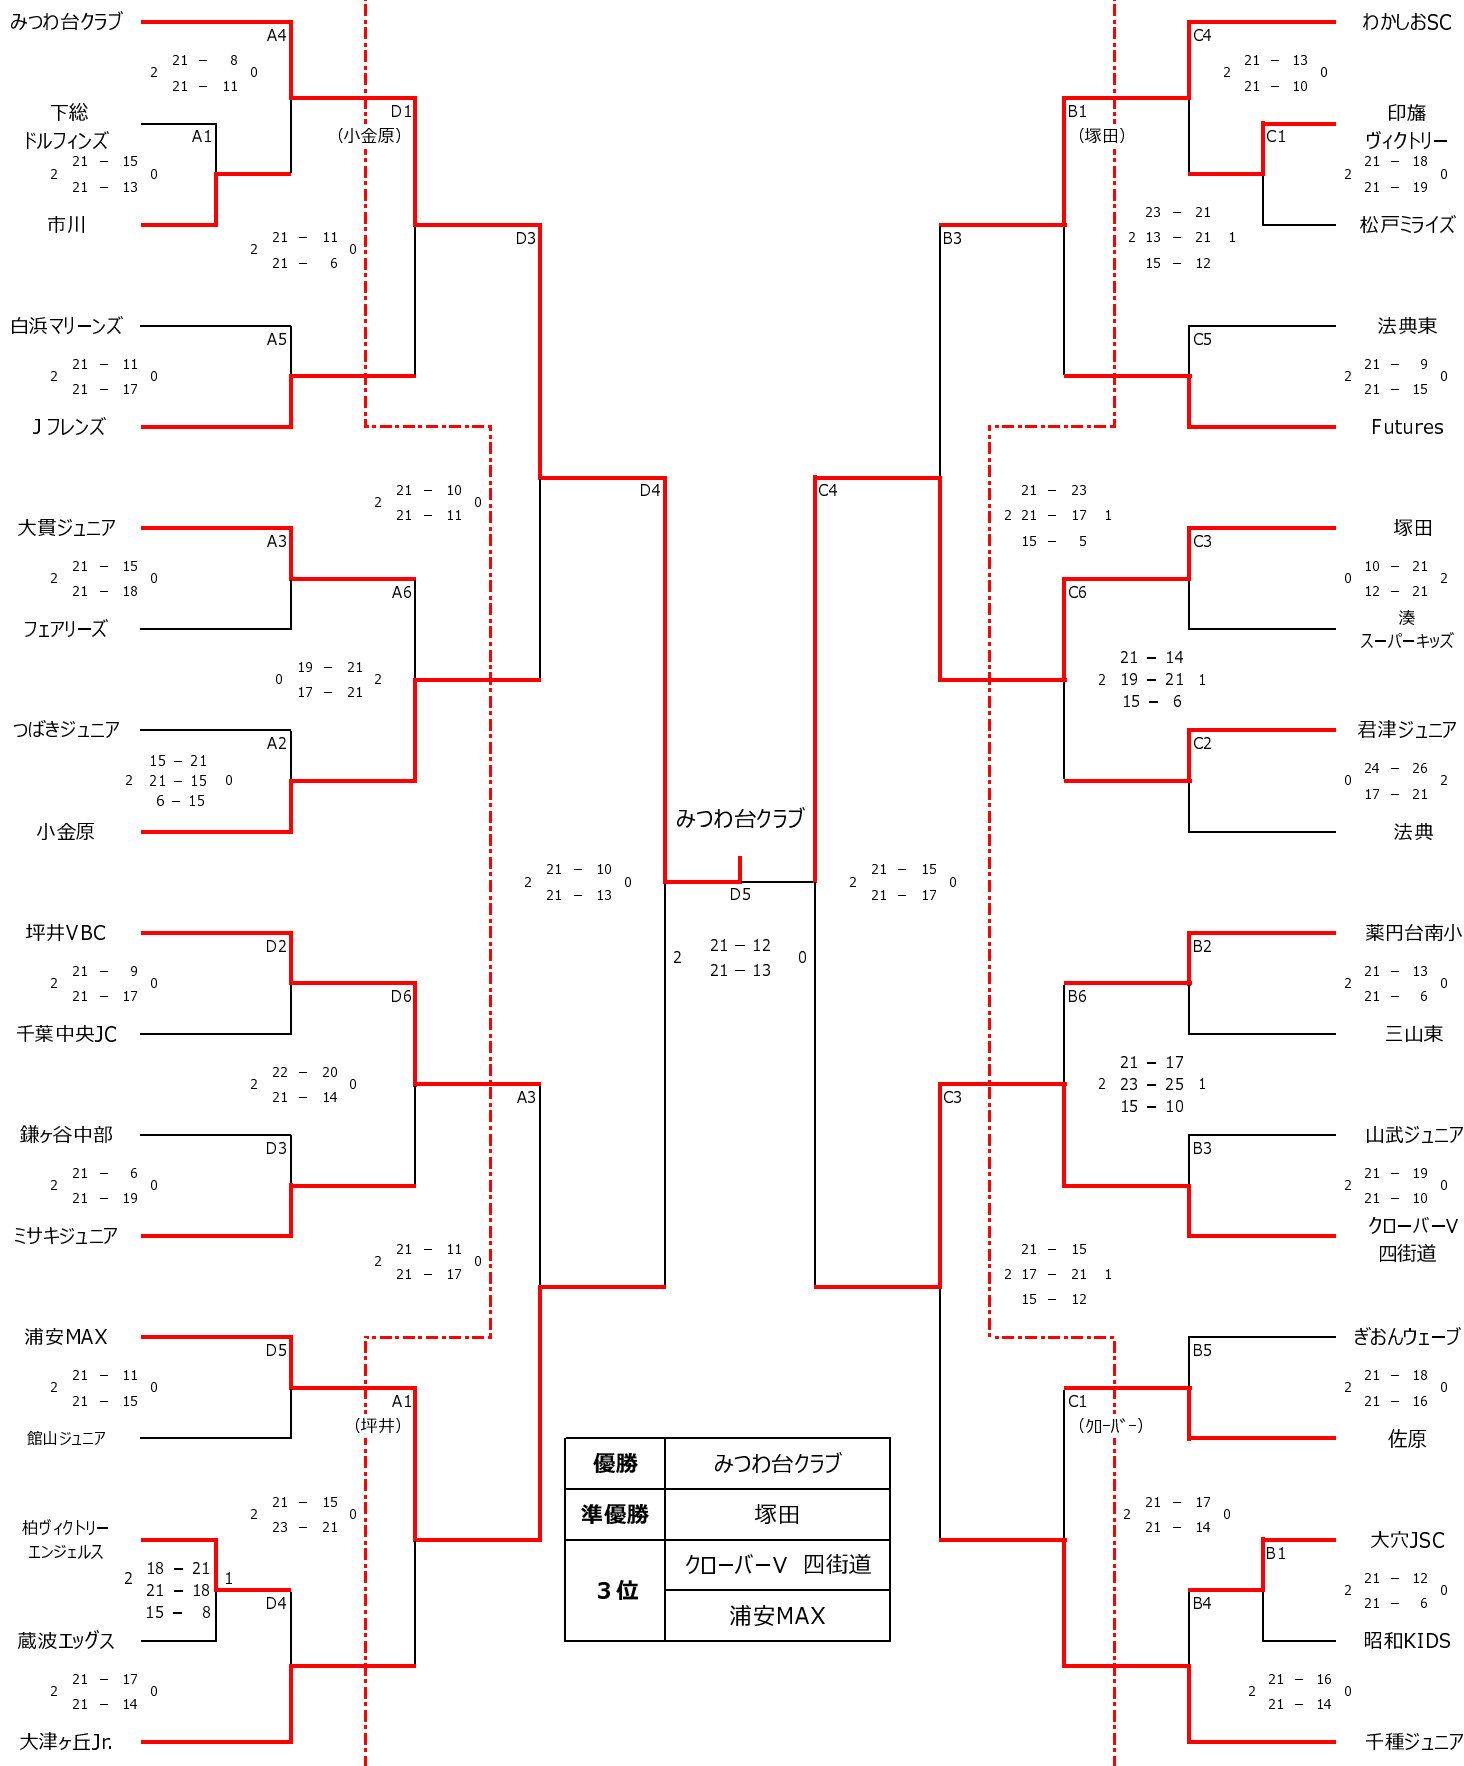 みつわ台クラブ
A4
21 － 8
2 0
21 － 11
下総
ドルフィンズ
A1
21 － 15
2 0
21 － 13
市川
D1
(小金原)
21 － 11
2 0
21 － 6
D3
白浜マリーンズ
A5
21 － 11
2 0
21 － 17
J フレンズ
21 － 10
2 0
21 － 11
D4
大貫ジュニア
A3
21 － 15
2 0
21 － 18
フェアリーズ
A6
19 － 21
0 2
17 － 21
つばきジュニア
A2
15 － 21
2 21 － 15 0
6 － 15
小金原
21 － 10
2 0
21 － 13
坪井VBC
D2
21 － 9
2 0
21 － 17
千葉中央JC
D6
22 － 20
2 0
21 － 14
A3
鎌ヶ谷中部
D3
21 － 6
2 0
21 － 19
ミサキジュニア
21 － 11
2 0
21 － 17
浦安MAX
D5
21 － 11
2 0
21 － 15
館山ジュニア
A1
(坪井)
21 － 15
2 0
23 － 21
柏ヴィクトリー
エンジェルス
18 － 21
2 21 － 18 1
15 － 8
D4
蔵波エッグス
21 － 17
2 0
21 － 14
大津ヶ丘Jr.
みつわ台クラブ
D5
21 － 12
2 0
21 － 13
優勝 みつわ台クラブ
準優勝 塚田
３位 クローバーV 四街道
浦安MAX
わかしおSC
C4
21 － 13
2 0
21 － 10
印旛
ヴィクトリー
C1
21 － 18
2 0
21 － 19
松戸ミライズ
B1
(塚田)
23 － 21
2 13 － 21 1
15 － 12
B3
法典東
C5
21 － 9
2 0
21 － 15
Futures
21 － 23
2 21 － 17 1
15 － 5
C4
塚田
C3
10 － 21
0 2
12 － 21
湊
スーパーキッズ
C6
21 － 14
2 19 － 21 1
15 － 6
君津ジュニア
C2
24 － 26
0 2
17 － 21
法典
21 － 15
2 0
21 － 17
薬円台南小
B2
21 － 13
2 0
21 － 6
三山東
B6
21 － 17
2 23 － 25 1
15 － 10
C3
山武ジュニア
B3
21 － 19
2 0
21 － 10
クローバーV
四街道
21 － 15
2 17 － 21 1
15 － 12
ぎおんウェーブ
B5
21 － 18
2 0
21 － 16
佐原
C1
(ｸﾛｰﾊﾞｰ)
21 － 17
2 0
21 － 14
大穴JSC
B1
21 － 12
2 0
21 － 6
B4
昭和KIDS
21 － 16
2 0
21 － 14
千種ジュニア